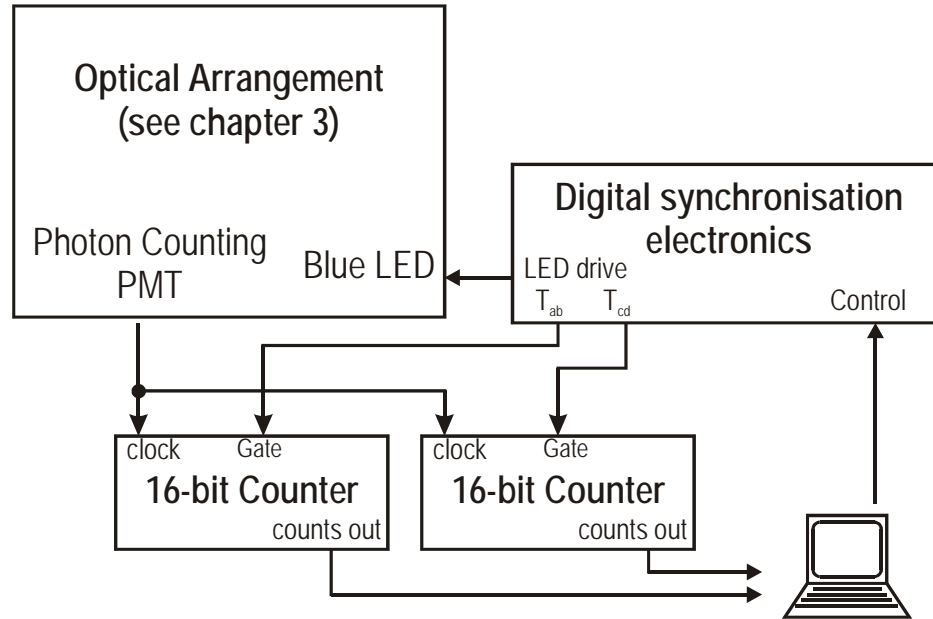 Optical Arrangement
(see chapter 3)
Photon Counting
PMT
Blue LED
Digital synchronisation
electronics
LED drive
T_ab T_cd
Control
clock Gate
16-bit Counter
counts out
clock Gate
16-bit Counter
counts out